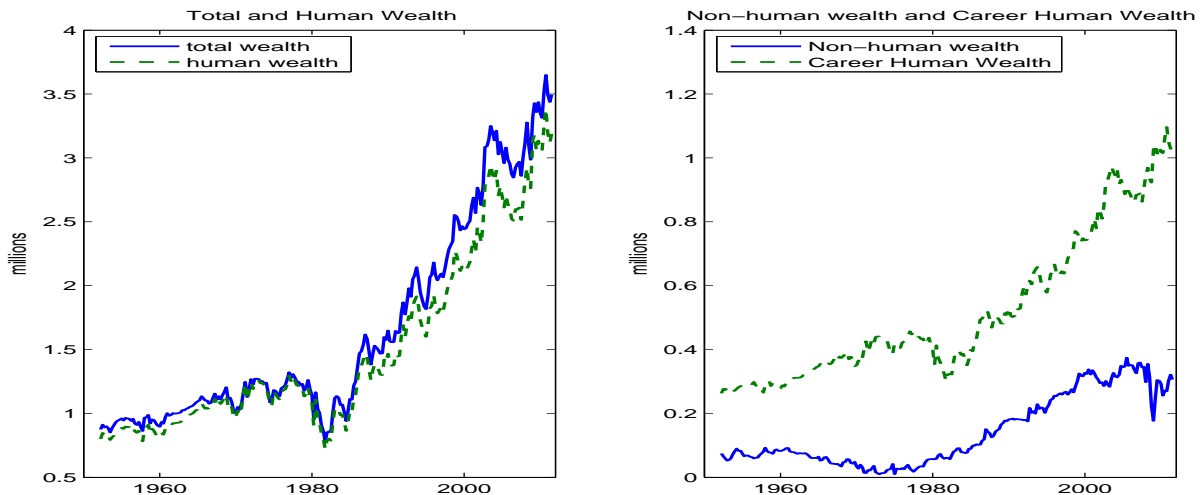 Total and Human Wealth
4
3.5
3
2.5
2
1.5
1
0.5
millions
total wealth
human wealth
1960
1980
2000
Non-human wealth and Career Human Wealth
1.4
1.2
1
0.8
0.6
0.4
0.2
0
millions
Non-human wealth
Career Human Wealth
1960
1980
2000